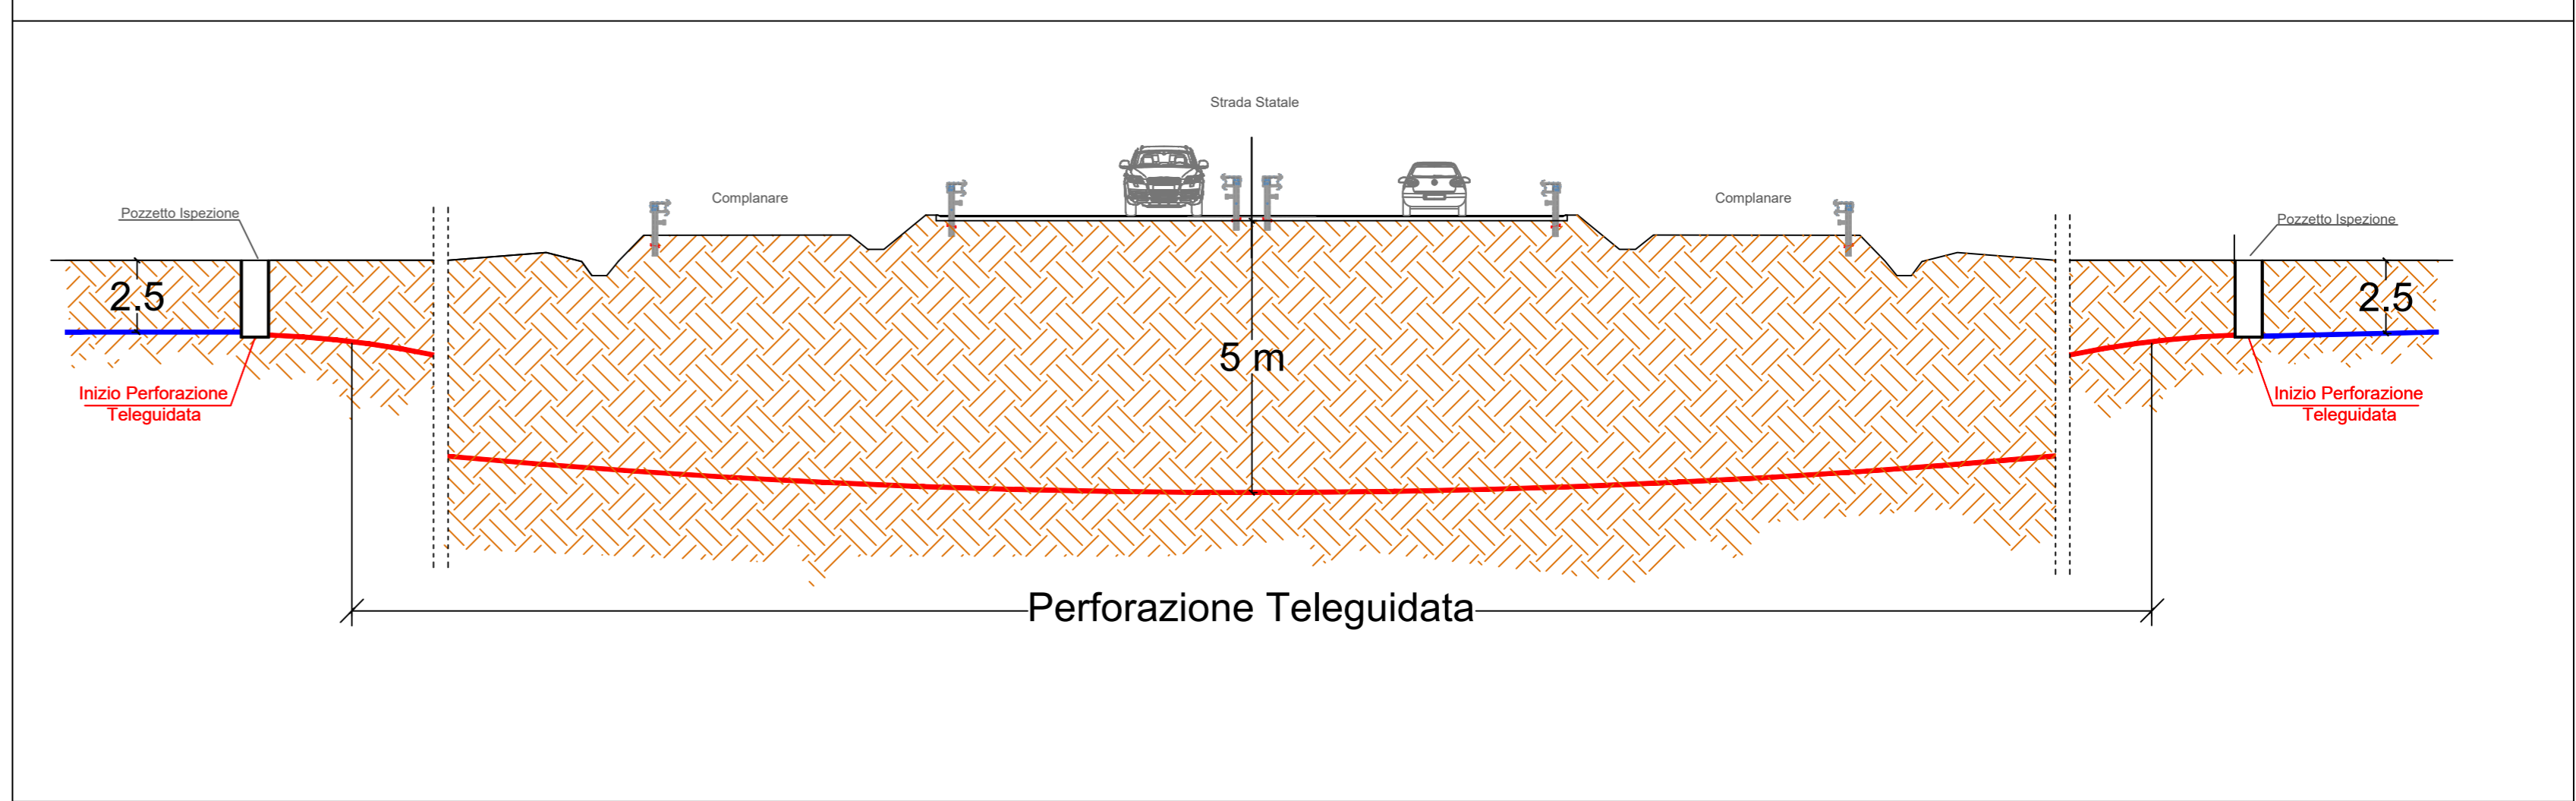 Strada Statale
Complanare
Complanare
Pozzetto Ispezione
Pozzetto Ispezione
2.5
2.5
5 m
Inizio Perforazione
Teleguidata
Inizio Perforazione
Teleguidata
Perforazione Teleguidata